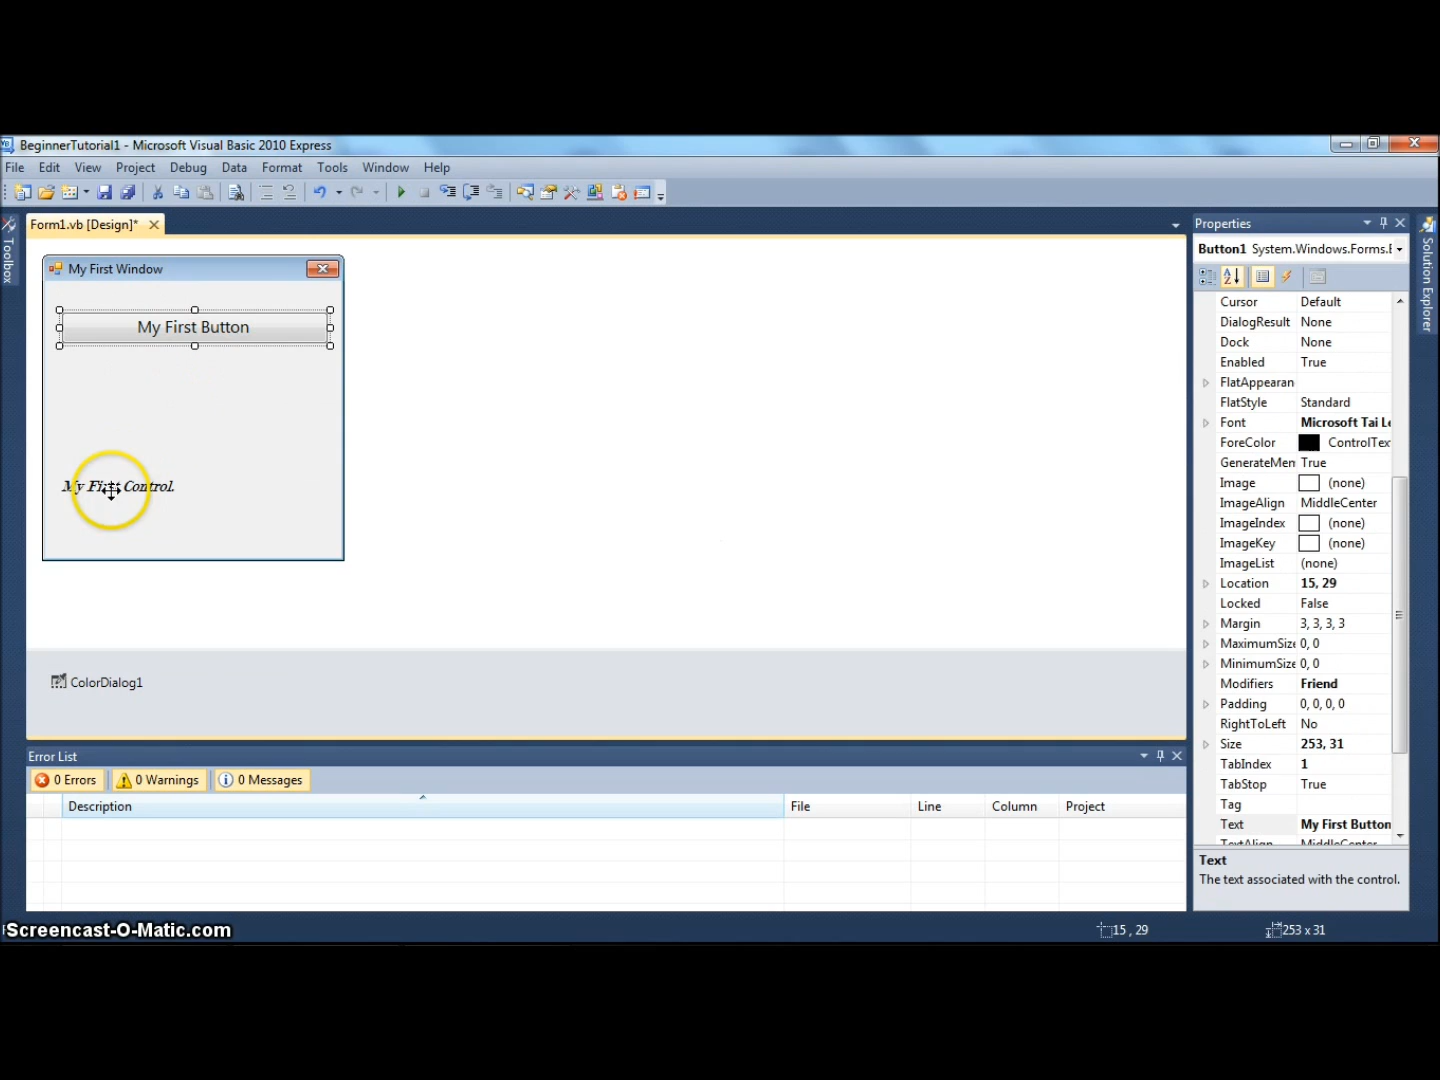 BeginnerTutorial1 - Microsoft Visual Basic 2010 Express
File Edit View Project Debug Data Format Tools Window Help
Form1.vb [Design]*
Toolbox
My First Window
My First Button
My First Control.
ColorDialog1
Error List
0 Errors 0 Warnings 0 Messages
Description File Line Column Project
Properties
Button1 System.Windows.Forms.E
Cursor Default
DialogResult None
Dock None
Enabled True
FlatAppearan
FlatStyle Standard
Font Microsoft Tai Le
ForeColor ControlTex
GenerateMem True
Image (none)
ImageAlign MiddleCenter
ImageIndex (none)
ImageKey (none)
ImageList (none)
Location 15, 29
Locked False
Margin 3, 3, 3, 3
MaximumSize 0, 0
MinimumSize 0, 0
Modifiers Friend
Padding 0, 0, 0, 0
RightToLeft No
Size 253, 31
TabIndex 1
TabStop True
Tag
Text My First Button
TextAlign MiddleCenter
Text
The text associated with the control.
Solution Explorer
Screencast-O-Matic.com
15 , 29
253 x 31